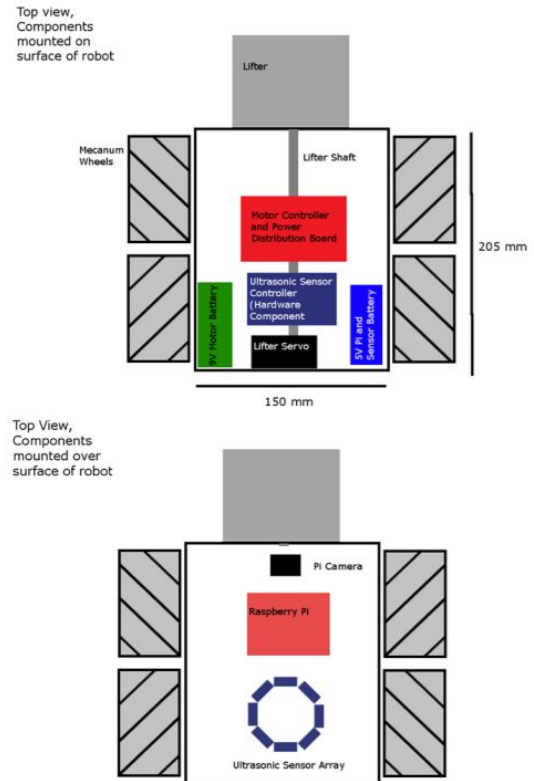 Top view,
Components
mounted on
surface of robot
Lifter
Mecanum
Wheels
Lifter Shaft
Motor Controller
and Power
Distribution Board
205 mm
Ultrasonic Sensor
Controller
(Hardware
Component
9V Motor Battery
5V Pi and
Sensor Battery
Lifter Servo
150 mm
Top View,
Components
mounted over
surface of robot
Pi Camera
Raspberry Pi
Ultrasonic Sensor Array